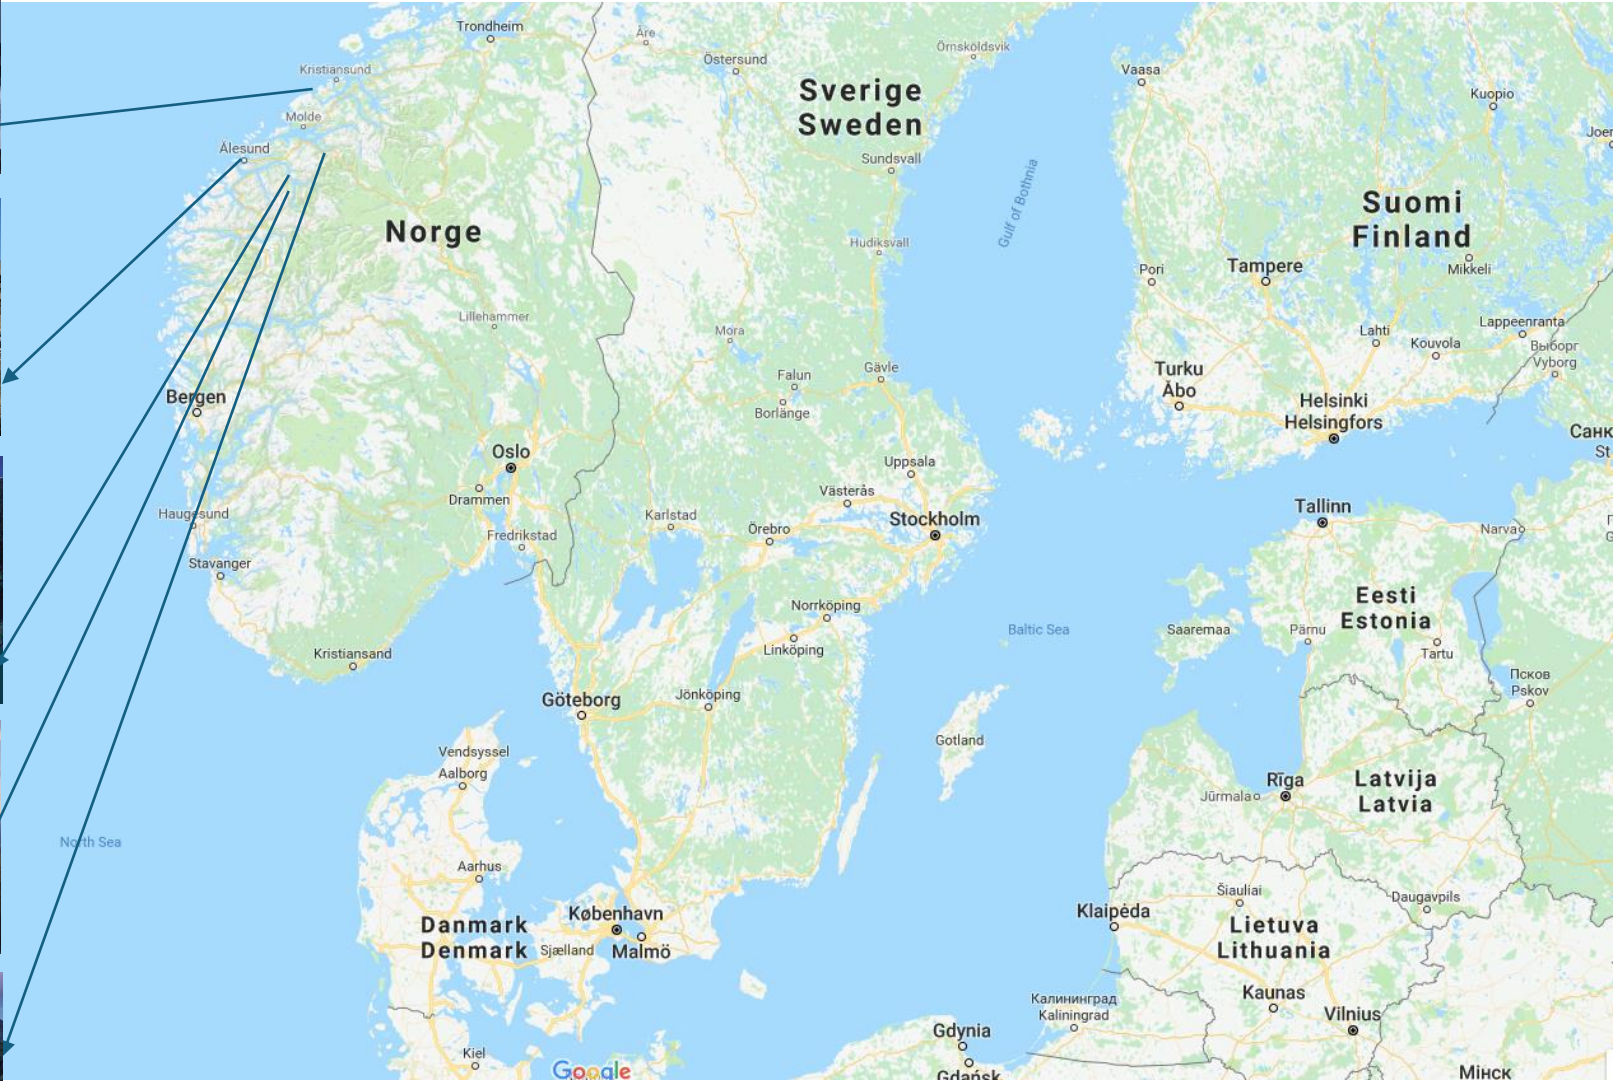 Trondheim
Åre
Östersund
Örnsköldsvik
Kristiansund
Sverige
Sweden
Vaasa
Kuopio
Molde
Ålesund
Sundsvall
Gulf of Bothnia
Suomi
Finland
Norge
Hudiksvall
Pori
Tampere
Mikkeli
Lillehammer
Mora
Lahti
Kouvola
Lappeenranta
Выборг
Vyborg
Falun
Gävle
Borlänge
Turku
Åbo
Bergen
Helsinki
Helsingfors
Санк
St
Oslo
Uppsala
Drammen
Västerås
Haugesund
Karlstad
Örebro
Stockholm
Tallinn
Narva
Fredrikstad
Stavanger
Eesti
Estonia
Norrköping
Linköping
Baltic Sea
Saaremaa
Pärnu
Tartu
Kristiansand
Псков
Pskov
Göteborg
Jönköping
Gotland
Vendsyssel
Aalborg
Rīga
Jūrmala
Latvija
Latvia
North Sea
Aarhus
Šiauliai
Daugavpils
København
Malmö
Sjælland
Danmark
Denmark
Klaipėda
Lietuva
Lithuania
Калининград
Kaliningrad
Kaunas
Vilnius
Gdynia
Gdańsk
Kiel
Google
Мінск